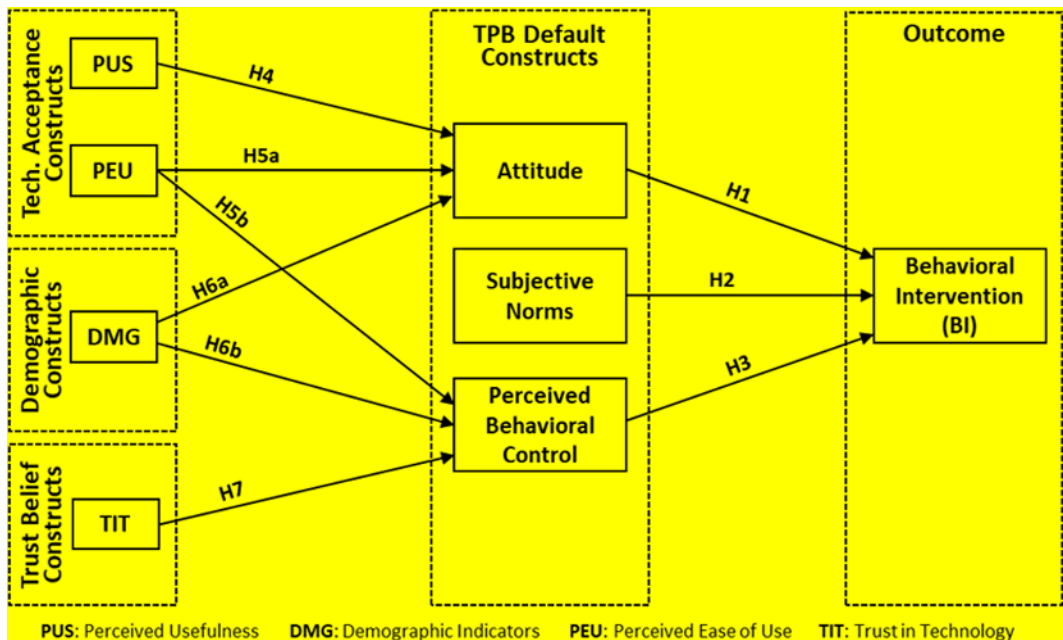 Tech. Acceptance
Constructs
PUS
PEU
Demographic
Constructs
DMG
Trust Belief
Constructs
TIT
H4
H5a
H5b
H6a
H6b
H7
TPB Default
Constructs
Attitude
Subjective
Norms
Perceived
Behavioral
Control
H1
H2
H3
Outcome
Behavioral
Intervention
(BI)
PUS: Perceived Usefulness DMG: Demographic Indicators PEU: Perceived Ease of Use TIT: Trust in Technology